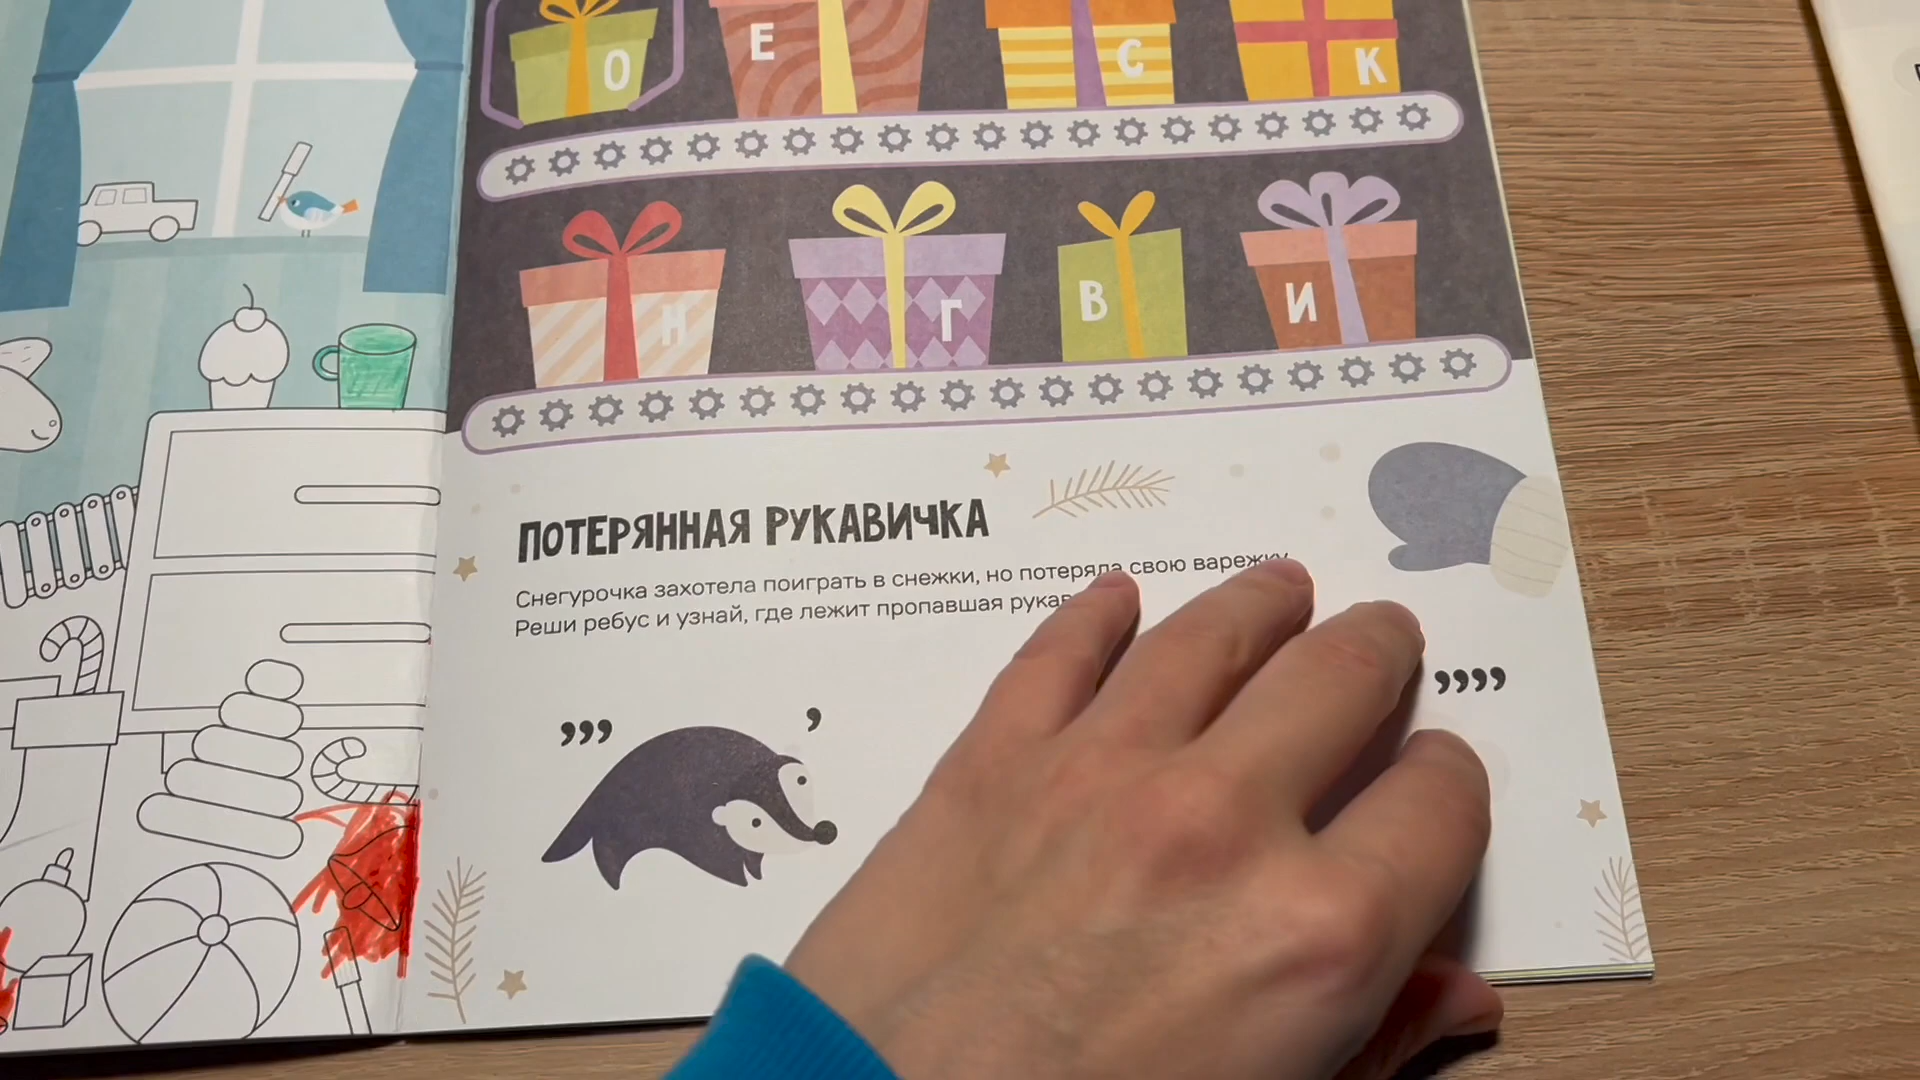 О Е С К
Н Г В И
ПОТЕРЯННАЯ РУКАВИЧКА
Снегурочка захотела поиграть в снежки, но потеряла свою варежку
Реши ребус и узнай, где лежит пропавшая
,,, , ,,,,